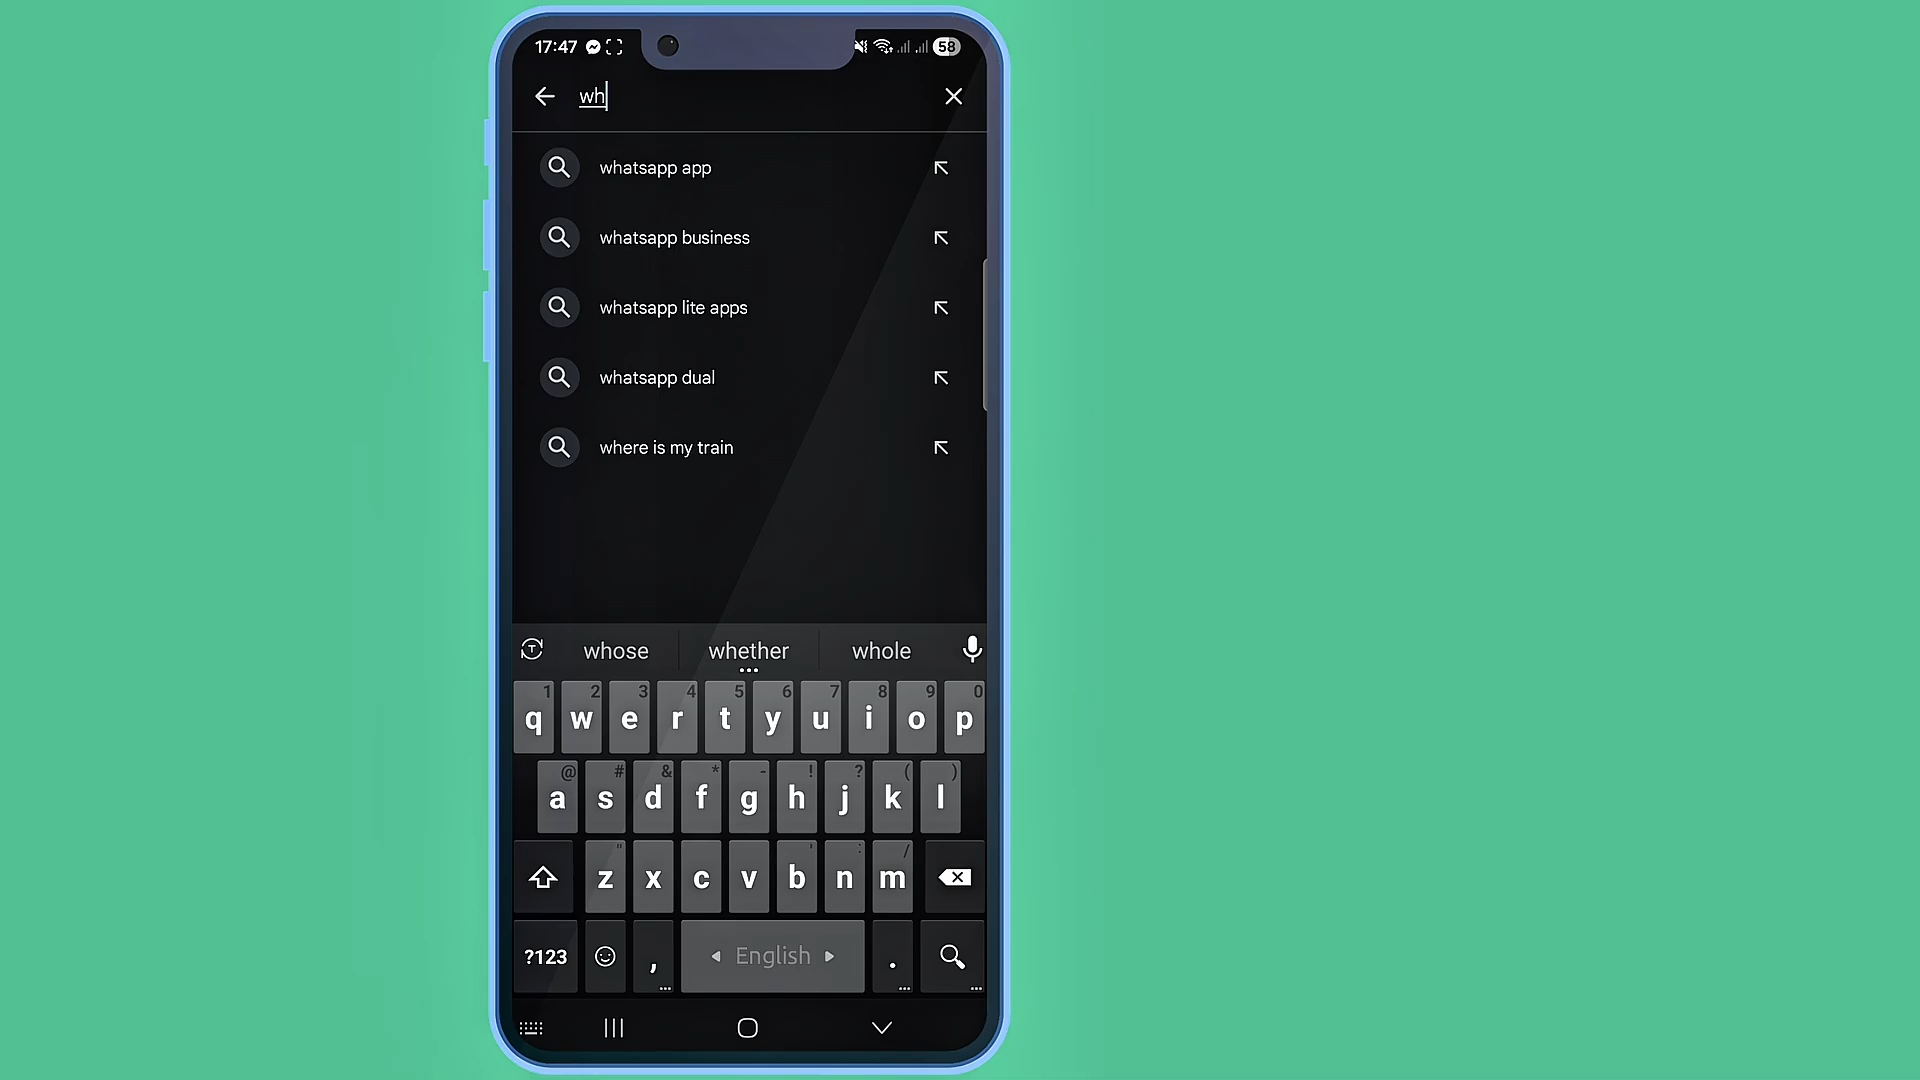 17:47 58
wh
whatsapp app
whatsapp business
whatsapp lite apps
whatsapp dual
where is my train
whose whether whole
1 2 3 4 5 6 7 8 9 0
q w e r t y u i o p
@ # & * - ! ? ( )
a s d f g h j k l
" ' : /
z x c v b n m
?123 , English .